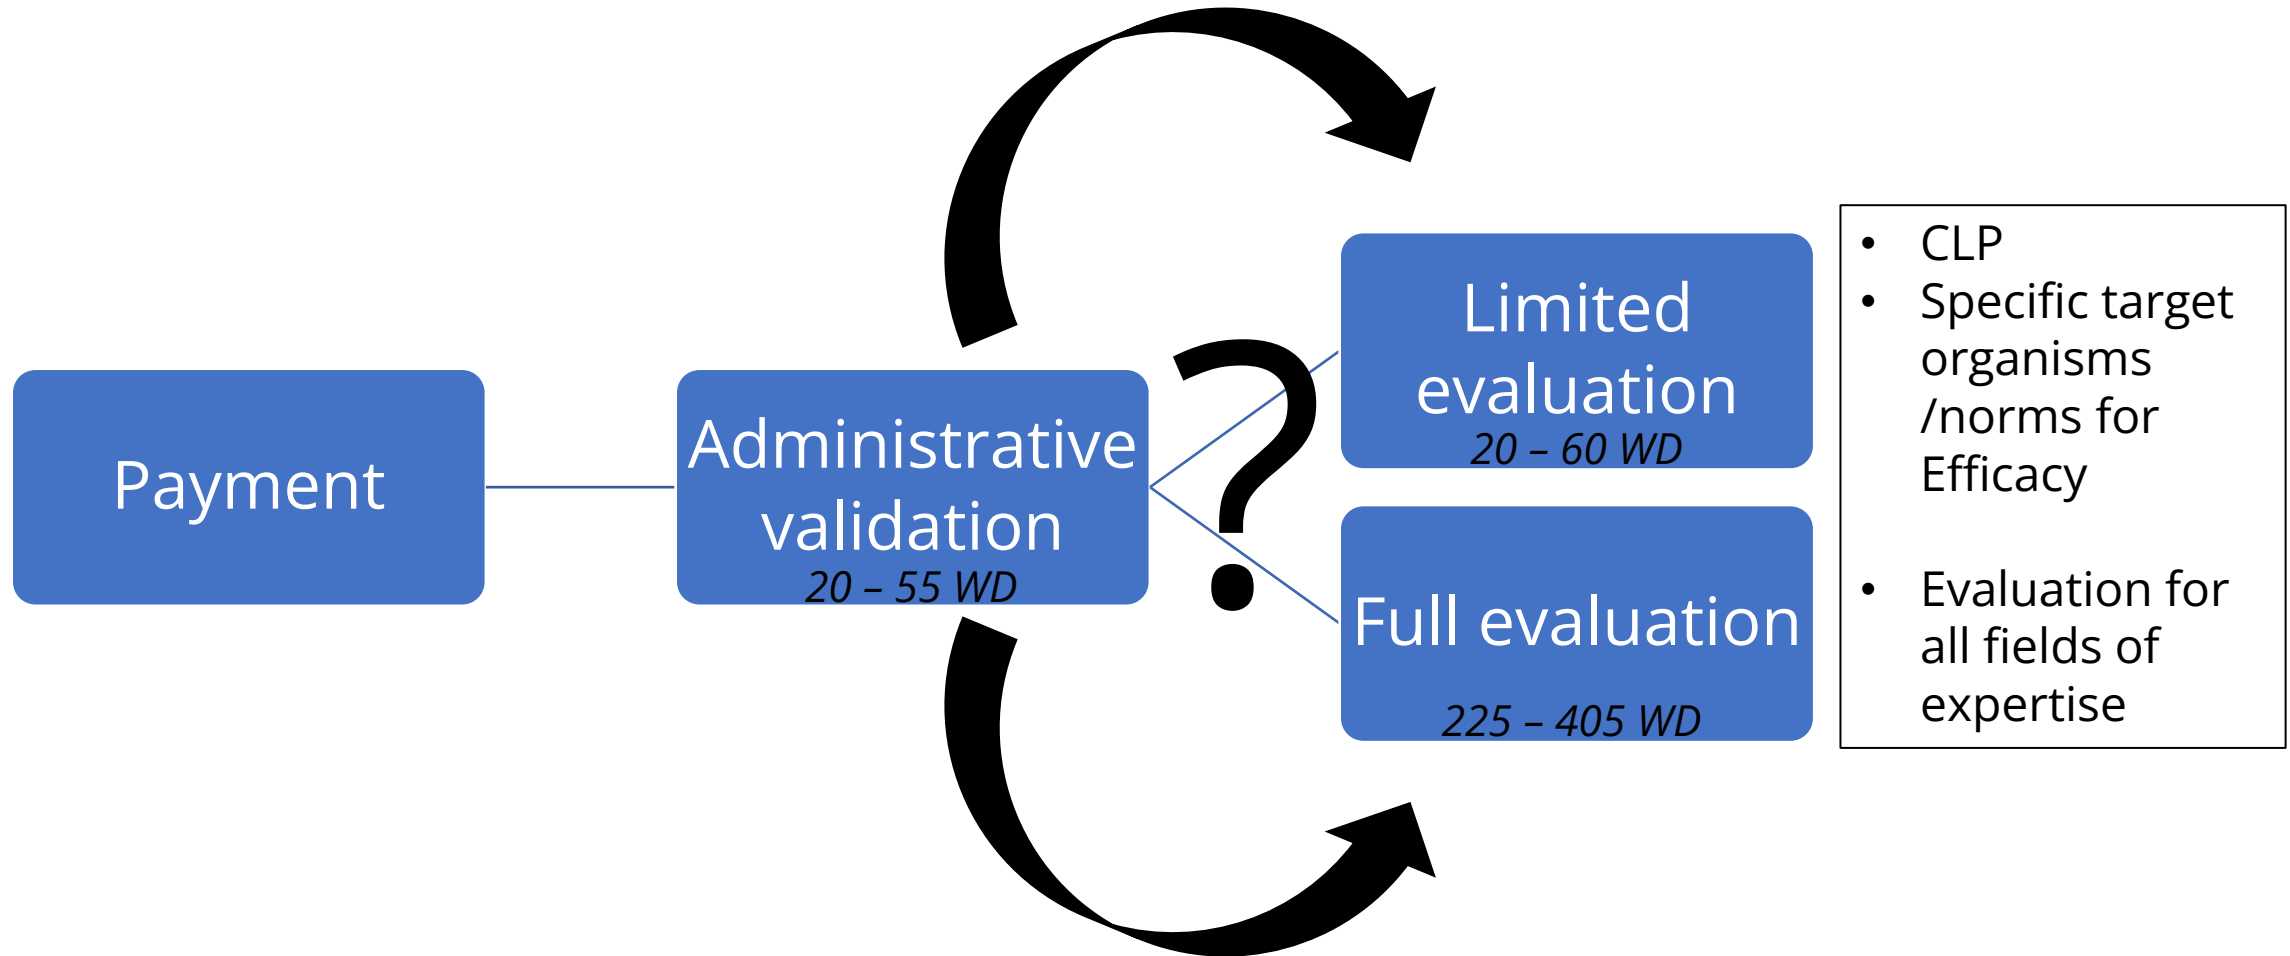 Payment
Administrative
validation
20 – 55 WD
?
Limited
evaluation
20 – 60 WD
Full evaluation
225 – 405 WD
• CLP
• Specific target
organisms
/norms for
Efficacy
• Evaluation for
all fields of
expertise